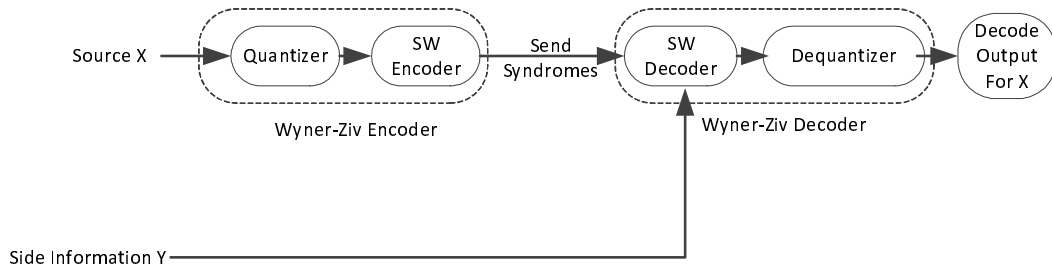 Source X
Quantizer
SW
Encoder
Send
Syndromes
SW
Decoder
Dequantizer
Decode
Output
For X
Wyner-Ziv Encoder
Wyner-Ziv Decoder
Side Information Y